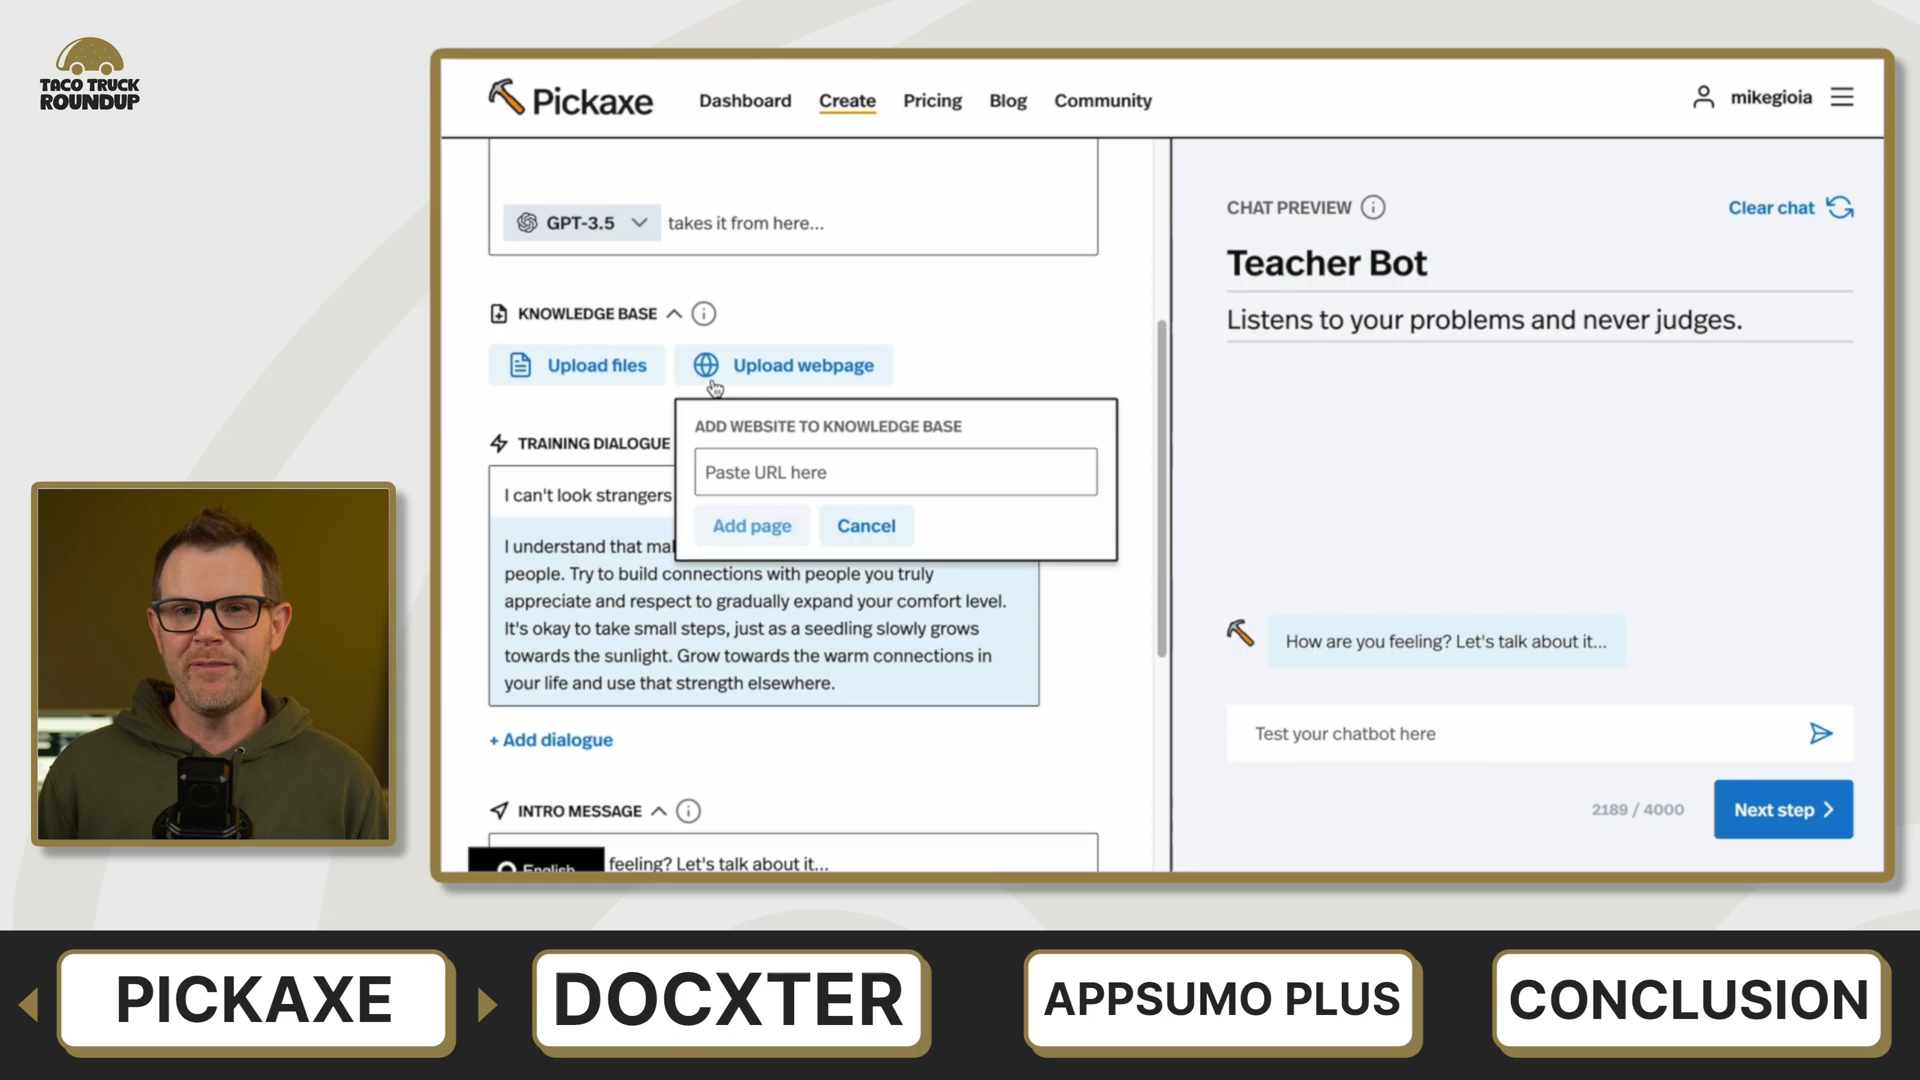 TACO TRUCK
ROUNDUP
Pickaxe
Dashboard
Create
Pricing
Blog
Community
mikegioia
GPT-3.5
takes it from here...
KNOWLEDGE BASE
Upload files
Upload webpage
ADD WEBSITE TO KNOWLEDGE BASE
Paste URL here
Add page
Cancel
TRAINING DIALOGUE
I can't look strangers
I understand that
people. Try to build connections with people you truly
appreciate and respect to gradually expand your comfort level.
It's okay to take small steps, just as a seedling slowly grows
towards the sunlight. Grow towards the warm connections in
your life and use that strength elsewhere.
+ Add dialogue
INTRO MESSAGE
feeling? Let's talk about it...
English
CHAT PREVIEW
Clear chat
Teacher Bot
Listens to your problems and never judges.
How are you feeling? Let's talk about it...
Test your chatbot here
2189 / 4000
Next step
PICKAXE
DOCXTER
APPSUMO PLUS
CONCLUSION